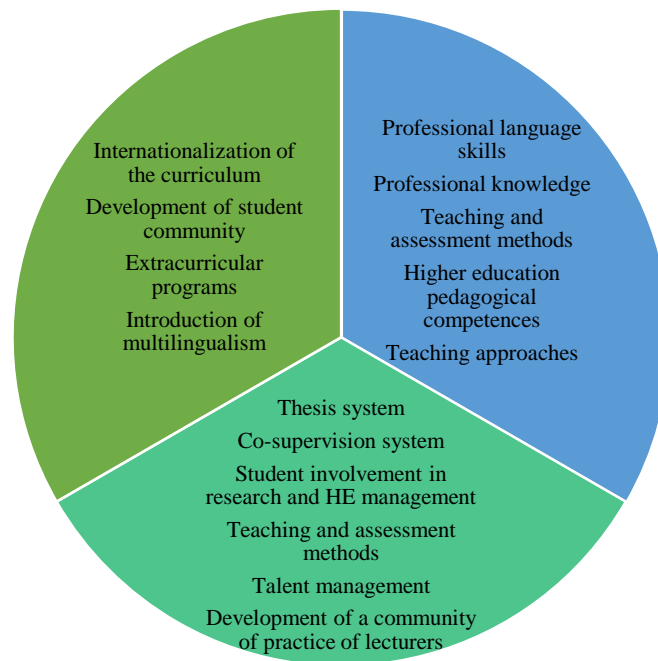 Internationalization of
the curriculum
Development of student
community
Extracurricular
programs
Introduction of
multilingualism
Professional language
skills
Professional knowledge
Teaching and
assessment methods
Higher education
pedagogical
competences
Teaching approaches
Thesis system
Co-supervision system
Student involvement in
research and HE management
Teaching and assessment
methods
Talent management
Development of a community
of practice of lecturers